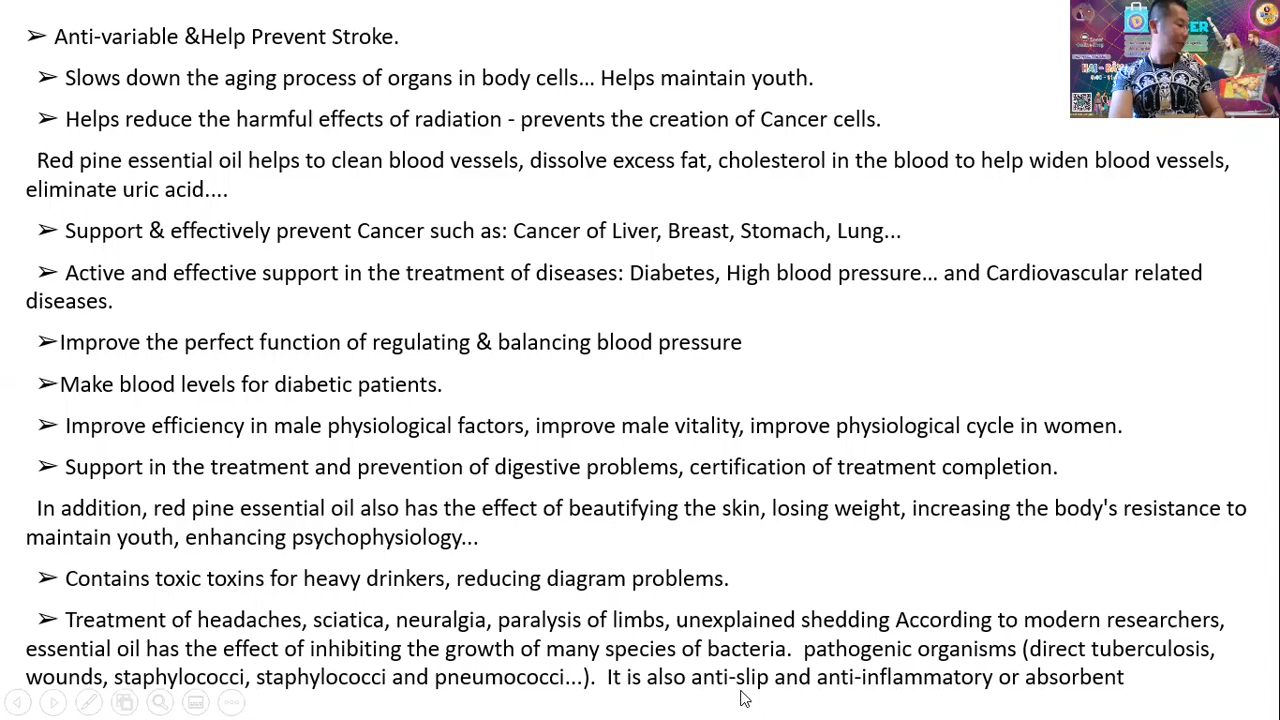 ➢ Anti-variable &Help Prevent Stroke.
➢ Slows down the aging process of organs in body cells... Helps maintain youth.
➢ Helps reduce the harmful effects of radiation - prevents the creation of Cancer cells.
Red pine essential oil helps to clean blood vessels, dissolve excess fat, cholesterol in the blood to help widen blood vessels,
eliminate uric acid....
➢ Support & effectively prevent Cancer such as: Cancer of Liver, Breast, Stomach, Lung...
➢ Active and effective support in the treatment of diseases: Diabetes, High blood pressure... and Cardiovascular related
diseases.
➢Improve the perfect function of regulating & balancing blood pressure
➢Make blood levels for diabetic patients.
➢ Improve efficiency in male physiological factors, improve male vitality, improve physiological cycle in women.
➢ Support in the treatment and prevention of digestive problems, certification of treatment completion.
In addition, red pine essential oil also has the effect of beautifying the skin, losing weight, increasing the body's resistance to
maintain youth, enhancing psychophysiology...
➢ Contains toxic toxins for heavy drinkers, reducing diagram problems.
➢ Treatment of headaches, sciatica, neuralgia, paralysis of limbs, unexplained shedding According to modern researchers,
essential oil has the effect of inhibiting the growth of many species of bacteria.  pathogenic organisms (direct tuberculosis,
wounds, staphylococci, staphylococci and pneumococci...).  It is also anti-slip and anti-inflammatory or absorbent